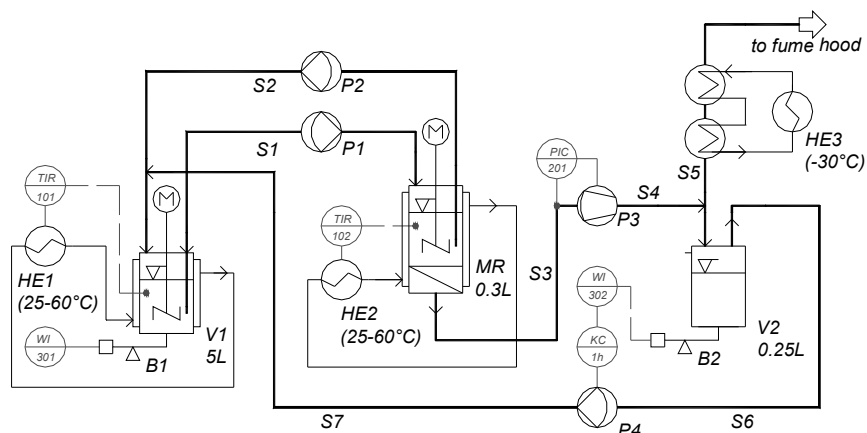 to fume hood
S2
P2
S1
P1
M
HE3
(-30°C)
PIC
201
S5
S4
P3
TIR
101
M
TIR
102
MR
0.3L
S3
HE1
(25-60°C)
HE2
(25-60°C)
WI
302
V1
5L
WI
301
B1
KC
1h
B2
V2
0.25L
S7
P4
S6